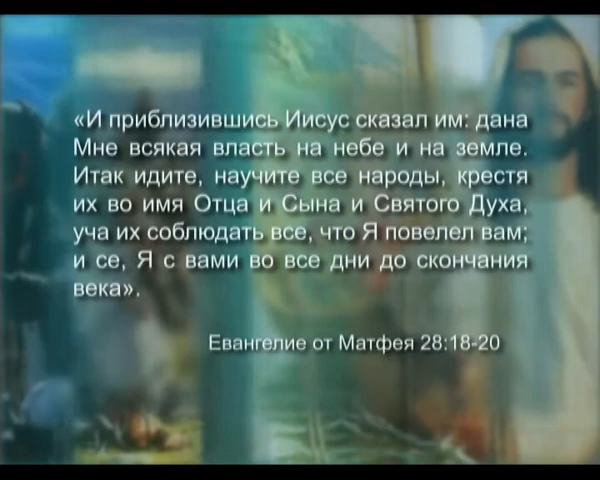 «И приблизившись Иисус сказал им: дана
Мне всякая власть на небе и на земле.
Итак идите, научите все народы, крестя
их во имя Отца и Сына и Святого Духа,
уча их соблюдать все, что Я повелел вам;
и се, Я с вами во все дни до скончания
века».
Евангелие от Матфея 28:18-20